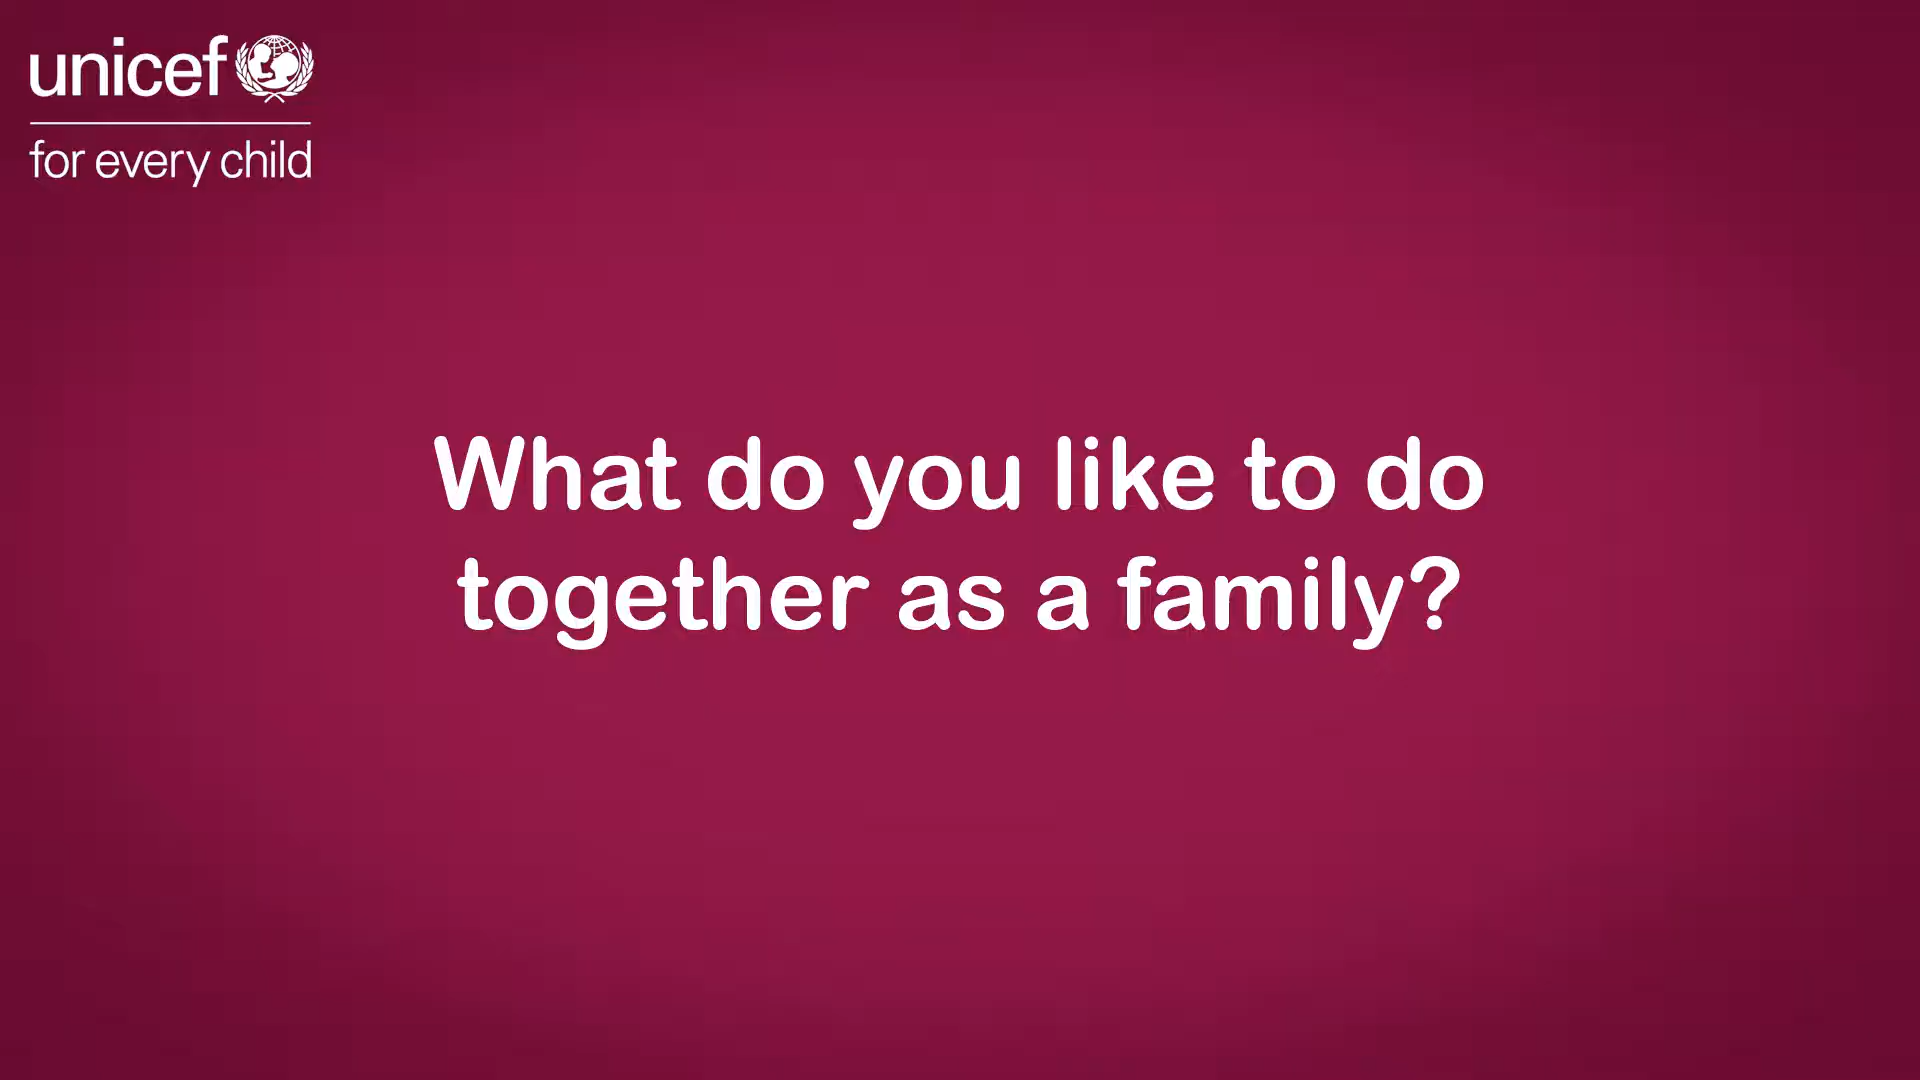 unicef
for every child
What do you like to do
together as a family?